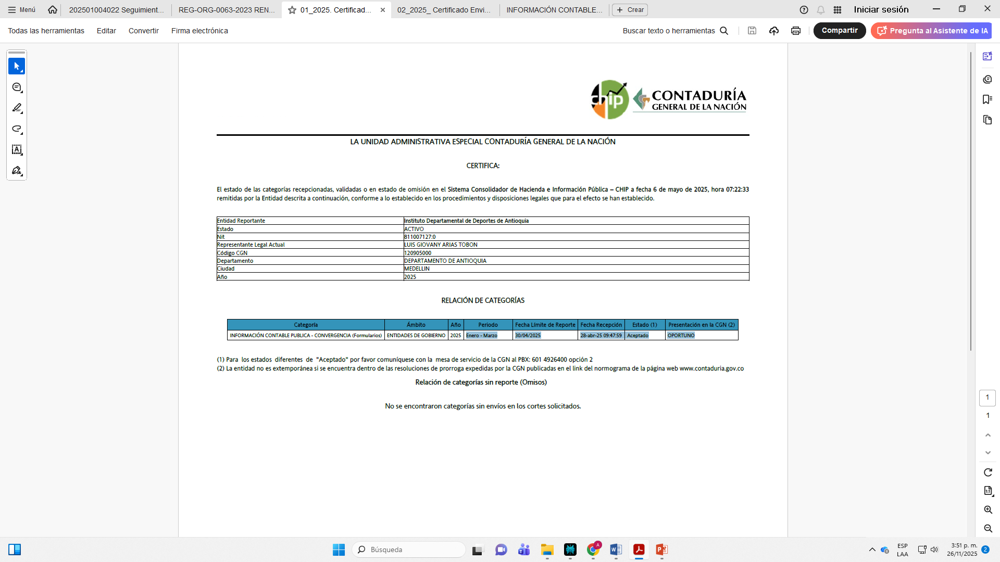 Menú
202501004022 Seguimient...
REG-ORG-0063-2023 REN...
01_2025. Certificad...
02_2025_ Certificado Envi...
INFORMACIÓN CONTABLE...
Crear
Iniciar sesión
Todas las herramientas
Editar
Convertir
Firma electrónica
Buscar texto o herramientas
Compartir
Pregunta al Asistente de IA
chip
CONTADURÍA
GENERAL DE LA NACIÓN
LA UNIDAD ADMINISTRATIVA ESPECIAL CONTADURÍA GENERAL DE LA NACIÓN
CERTIFICA:
El estado de las categorías recepcionadas, validadas o en estado de omisión en el Sistema Consolidador de Hacienda e Información Pública – CHIP a fecha 6 de mayo de 2025, hora 07:22:33
remitidas por la Entidad descrita a continuación, conforme a lo establecido en los procedimientos y disposiciones legales que para el efecto se han establecido.
Entidad Reportante Instituto Departamental de Deportes de Antioquia
Estado ACTIVO
Nit 811007127:0
Representante Legal Actual LUIS GIOVANY ARIAS TOBON
Código CGN 120905000
Departamento DEPARTAMENTO DE ANTIOQUIA
Ciudad MEDELLIN
Año 2025
RELACIÓN DE CATEGORÍAS
Categoría Ámbito Año Periodo Fecha Límite de Reporte Fecha Recepción Estado (1) Presentación en la CGN (2)
INFORMACIÓN CONTABLE PUBLICA - CONVERGENCIA (Formularios) ENTIDADES DE GOBIERNO 2025 Enero - Marzo 30/04/2025 28-abr-25 09:47:59 Aceptado OPORTUNO
(1) Para los estados diferentes de "Aceptado" por favor comuníquese con la mesa de servicio de la CGN al PBX: 601 4926400 opción 2
(2) La entidad no es extemporánea si se encuentra dentro de las resoluciones de prorroga expedidas por la CGN publicadas en el link del normograma de la página web www.contaduria.gov.co
Relación de categorías sin reporte (Omisos)
No se encontraron categorías sin envíos en los cortes solicitados.
1
1
Búsqueda
A
ESP
LAA
3:51 p. m.
26/11/2025
2